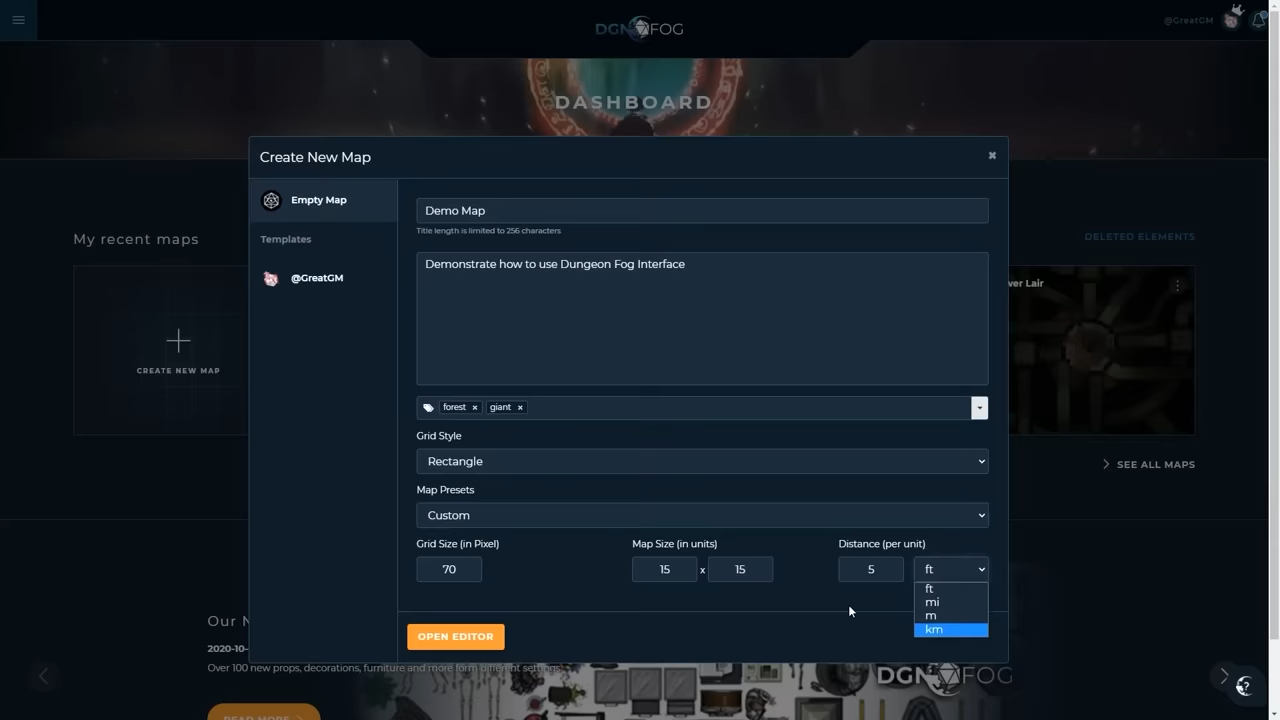 @GreatGM
DGN FOG
DASHBOARD
Create New Map
×
Empty Map
Templates
@GreatGM
Demo Map
Title length is limited to 256 characters
Demonstrate how to use Dungeon Fog Interface
forest ×
giant ×
Grid Style
Rectangle
Map Presets
Custom
Grid Size (in Pixel)
Map Size (in units)
Distance (per unit)
70
15 x 15
5
ft
ft
mi
m
km
OPEN EDITOR
My recent maps
DELETED ELEMENTS
CREATE NEW MAP
ver Lair
SEE ALL MAPS
Our N
2020-10-
Over 100 new props, decorations, furniture and more form different settings.
READ MORE
DGN FOG